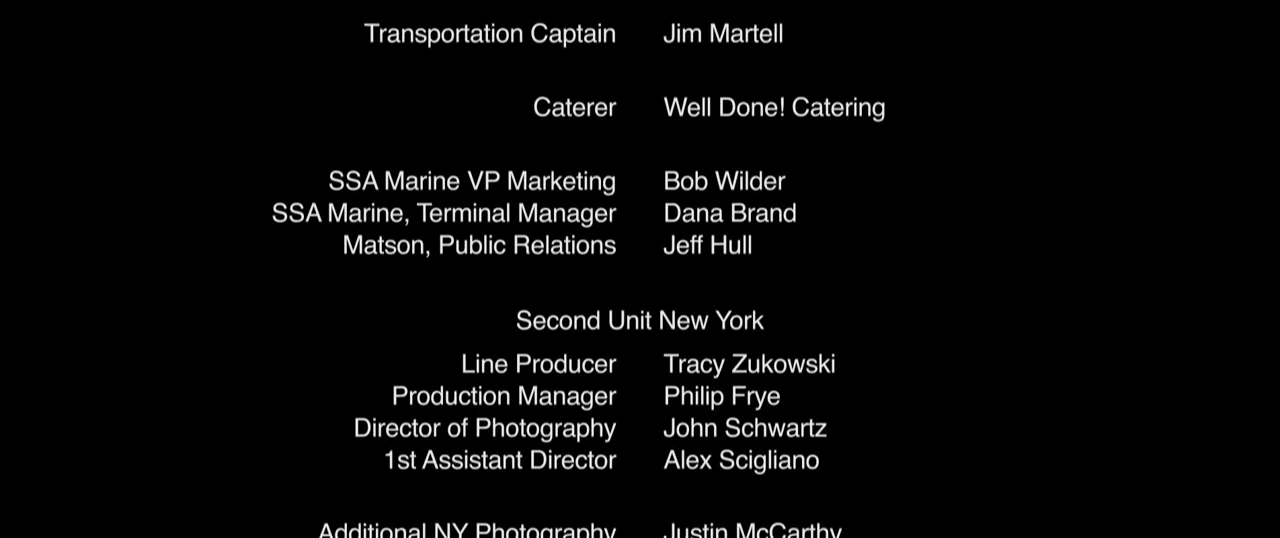 Transportation Captain Jim Martell
Caterer Well Done! Catering
SSA Marine VP Marketing Bob Wilder
SSA Marine, Terminal Manager Dana Brand
Matson, Public Relations Jeff Hull
Second Unit New York
Line Producer Tracy Zukowski
Production Manager Philip Frye
Director of Photography John Schwartz
1st Assistant Director Alex Scigliano
Additional NY Photography Justin McCarthy